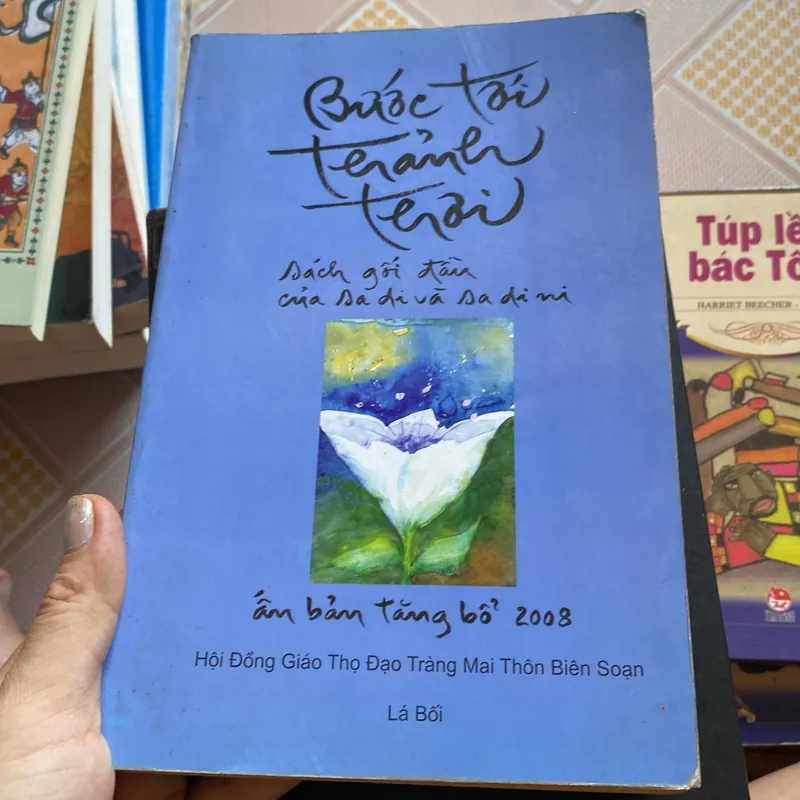 Bước tới
thảnh
thơi
sách gối đầu
của sa di và sa di ni
ấn bản tăng bổ 2008
Hội Đồng Giáo Thọ Đạo Tràng Mai Thôn Biên Soạn
Lá Bối
Túp lề
bác Tô
HARRIET BEECHER -